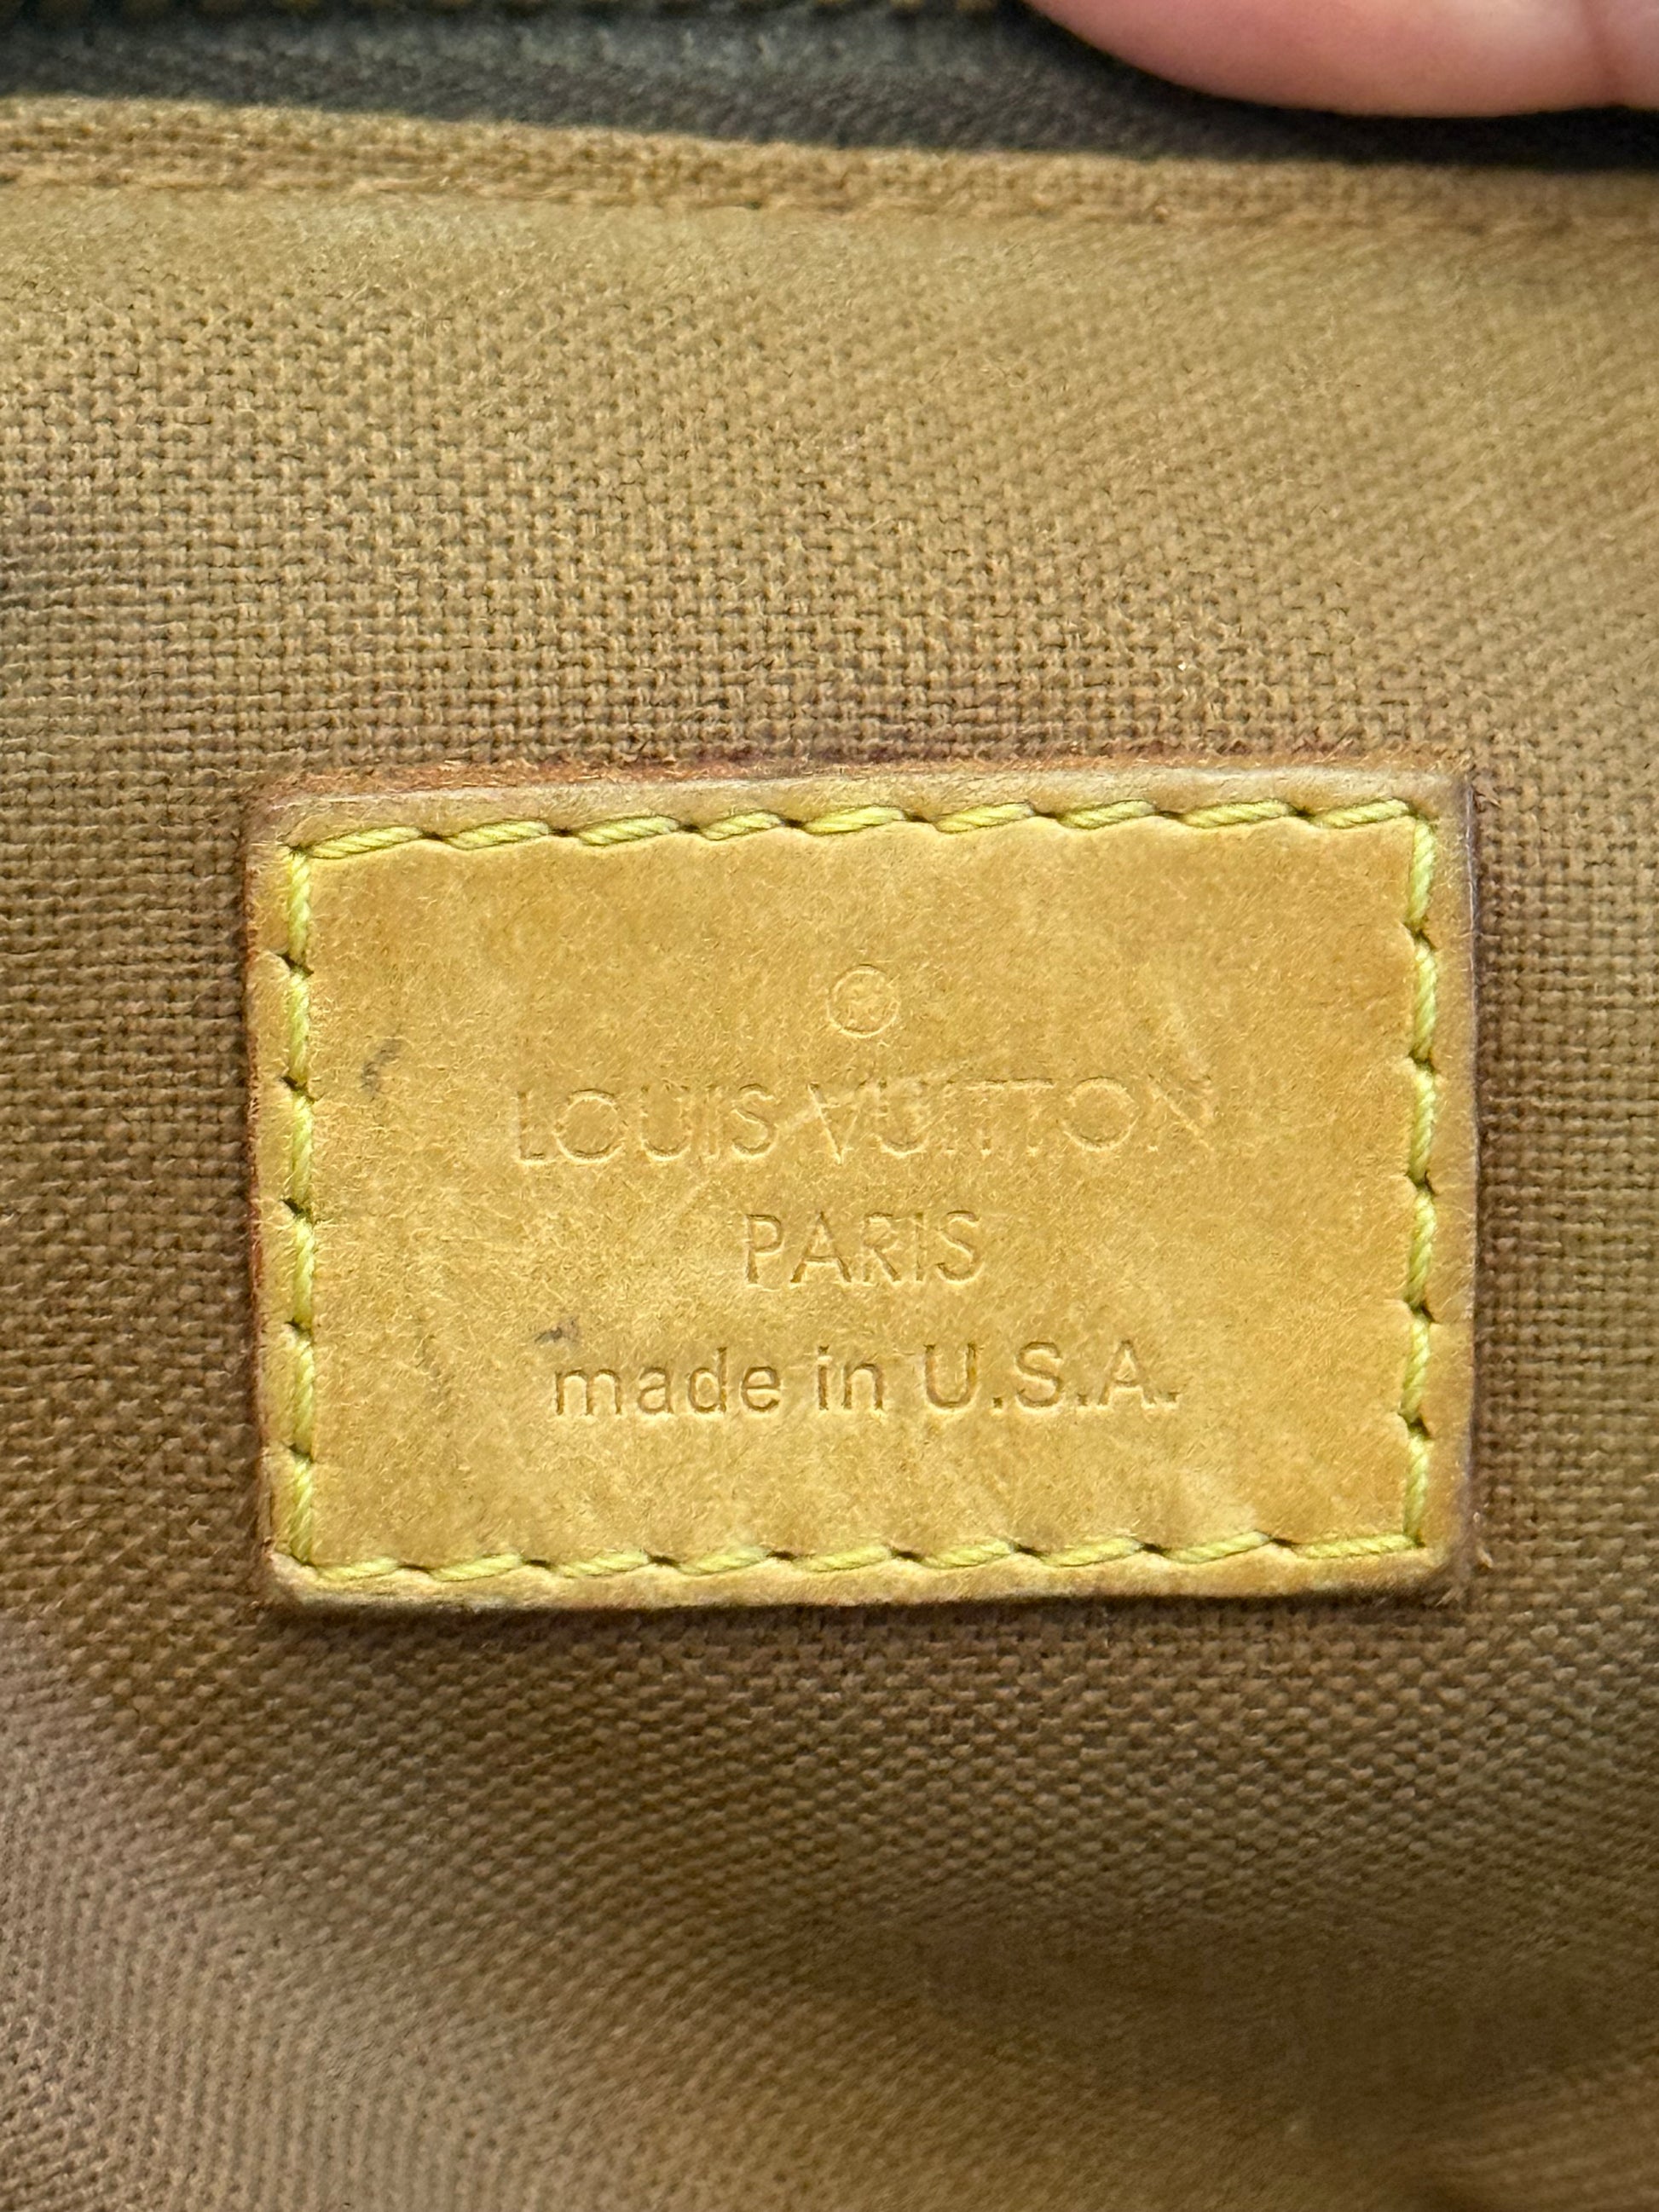 ®
LOUIS VUITTON
PARIS
made in U.S.A.